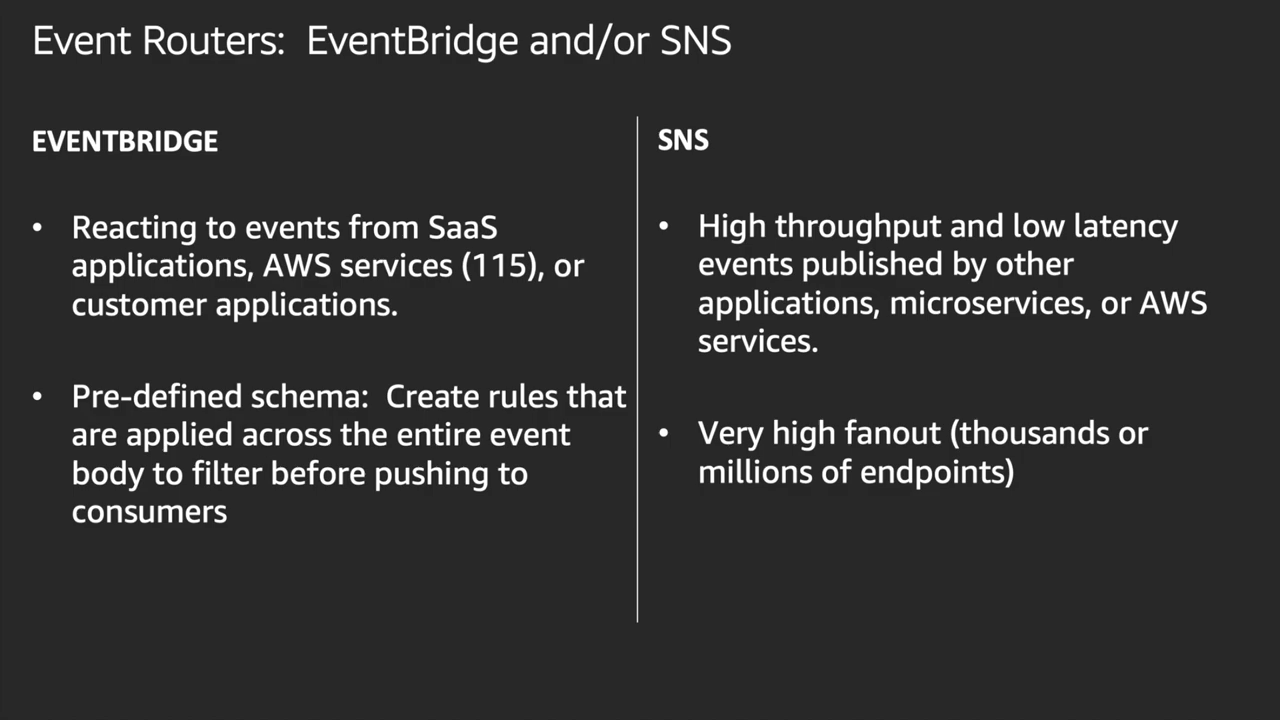 Event Routers:  EventBridge and/or SNS
EVENTBRIDGE
• Reacting to events from SaaS
applications, AWS services (115), or
customer applications.
• Pre-defined schema:  Create rules that
are applied across the entire event
body to filter before pushing to
consumers
SNS
• High throughput and low latency
events published by other
applications, microservices, or AWS
services.
• Very high fanout (thousands or
millions of endpoints)